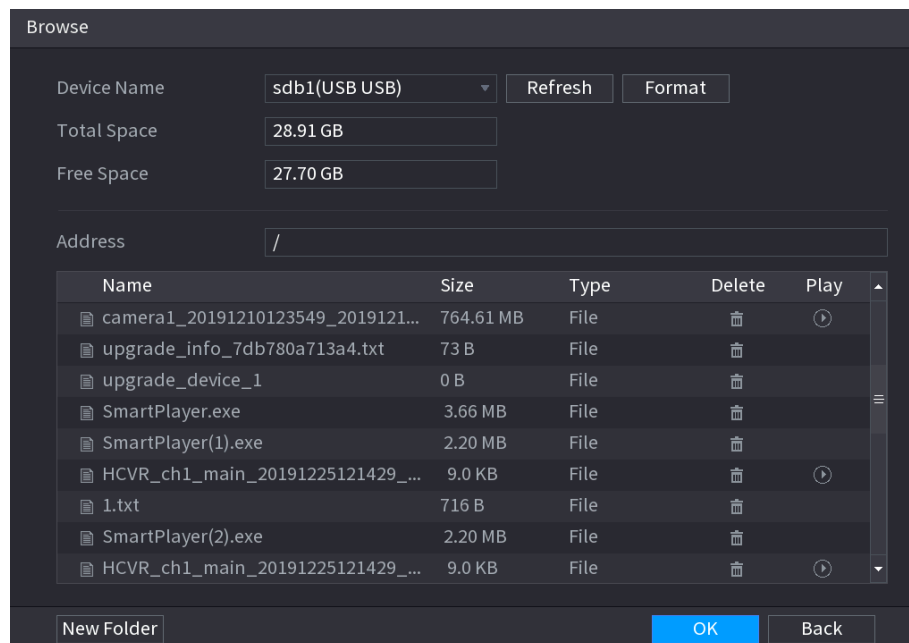 Browse
Device Name sdb1(USB USB) Refresh Format
Total Space 28.91 GB
Free Space 27.70 GB
Address /
Name Size Type Delete Play
camera1_20191210123549_2019121... 764.61 MB File
upgrade_info_7db780a713a4.txt 73 B File
upgrade_device_1 0 B File
SmartPlayer.exe 3.66 MB File
SmartPlayer(1).exe 2.20 MB File
HCVR_ch1_main_20191225121429_... 9.0 KB File
1.txt 716 B File
SmartPlayer(2).exe 2.20 MB File
HCVR_ch1_main_20191225121429_... 9.0 KB File
New Folder OK Back